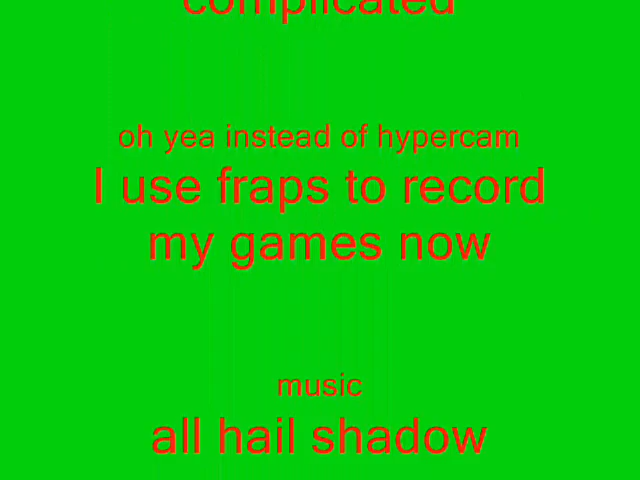 complicated
oh yea instead of hypercam
I use fraps to record
my games now
music
all hail shadow